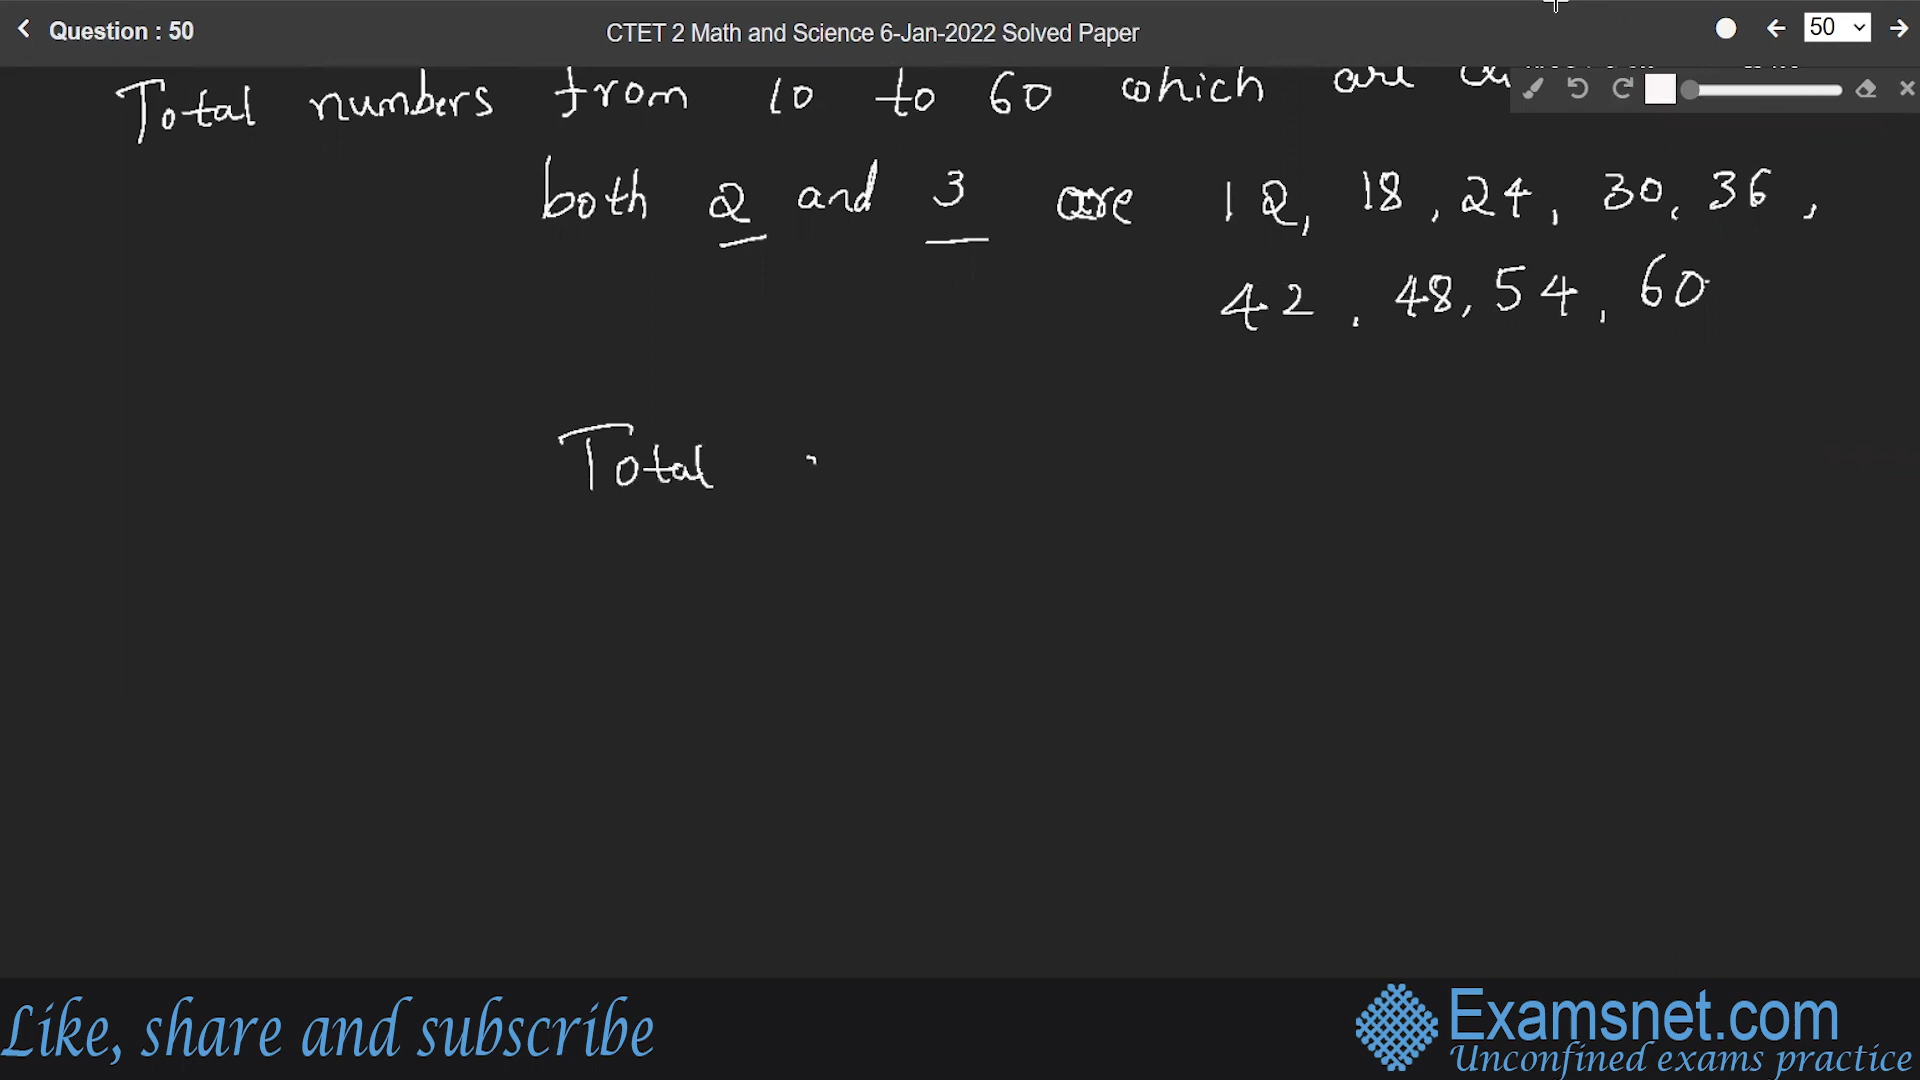 Question : 50
CTET 2 Math and Science 6-Jan-2022 Solved Paper
50
Total numbers from 10 to 60 which are
both 2 and 3 are 12, 18, 24, 30, 36,
42, 48, 54, 60
Total
Like, share and subscribe
Examsnet.com
Unconfined exams practice